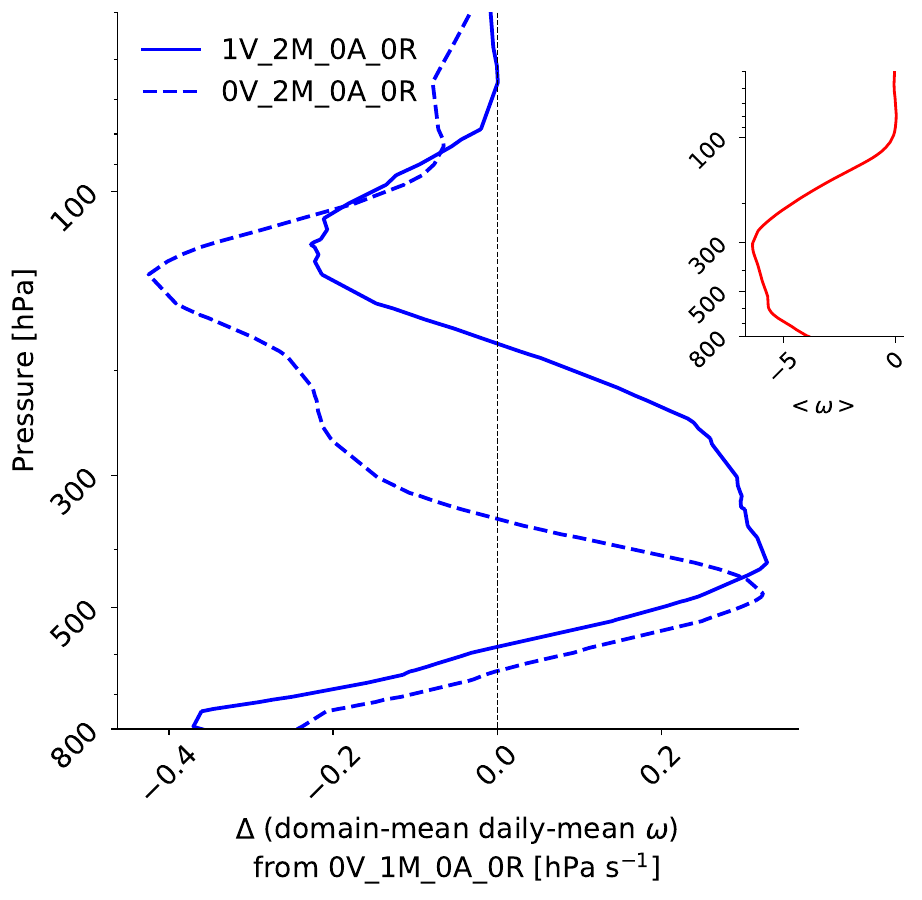 1V_2M_0A_0R
0V_2M_0A_0R
100
300
500
800
Pressure [hPa]
−0.4
−0.2
0.0
0.2
Δ (domain-mean daily-mean ω)
from 0V_1M_0A_0R [hPa s⁻¹]
100
300
500
800
−5
0
< ω >